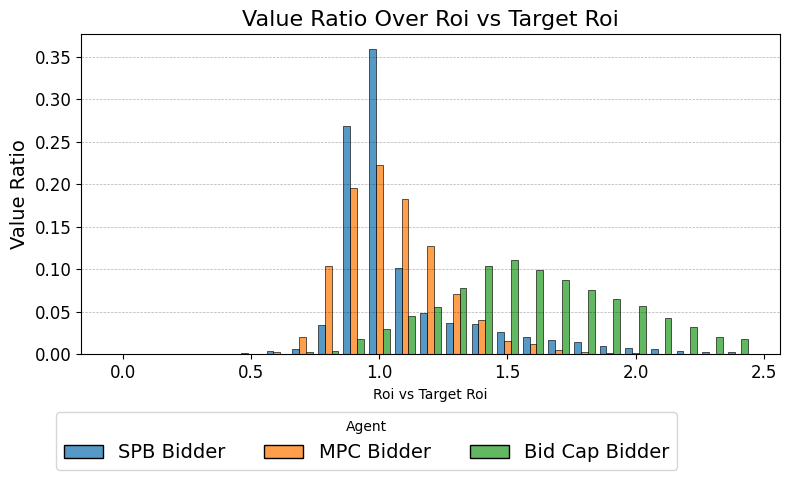 Value Ratio Over Roi vs Target Roi
Value Ratio
0.35
0.30
0.25
0.20
0.15
0.10
0.05
0.00
0.0 0.5 1.0 1.5 2.0 2.5
Roi vs Target Roi
Agent
SPB Bidder MPC Bidder Bid Cap Bidder